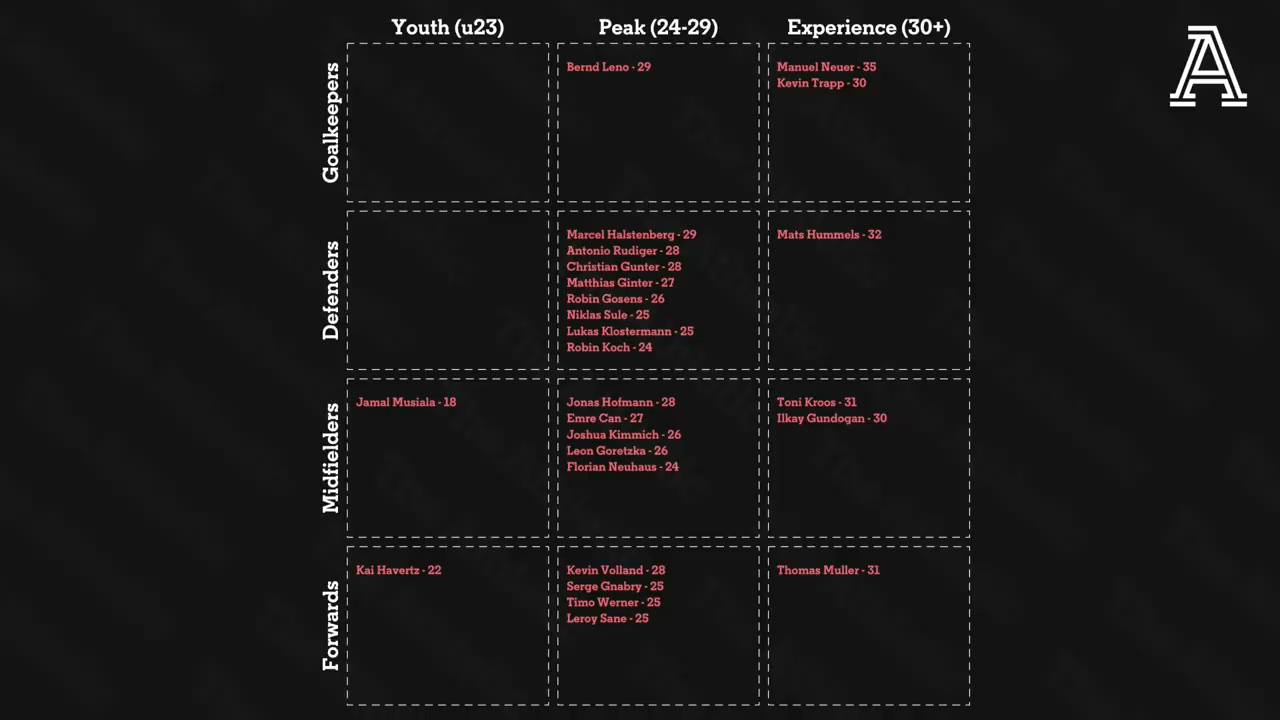 Youth (u23)
Peak (24-29)
Experience (30+)
Goalkeepers
Bernd Leno - 29
Manuel Neuer - 35
Kevin Trapp - 30
Defenders
Marcel Halstenberg - 29
Antonio Rudiger - 28
Christian Gunter - 28
Matthias Ginter - 27
Robin Gosens - 26
Niklas Sule - 25
Lukas Klostermann - 25
Robin Koch - 24
Mats Hummels - 32
Midfielders
Jamal Musiala - 18
Jonas Hofmann - 28
Emre Can - 27
Joshua Kimmich - 26
Leon Goretzka - 26
Florian Neuhaus - 24
Toni Kroos - 31
Ilkay Gundogan - 30
Forwards
Kai Havertz - 22
Kevin Volland - 28
Serge Gnabry - 25
Timo Werner - 25
Leroy Sane - 25
Thomas Muller - 31
A